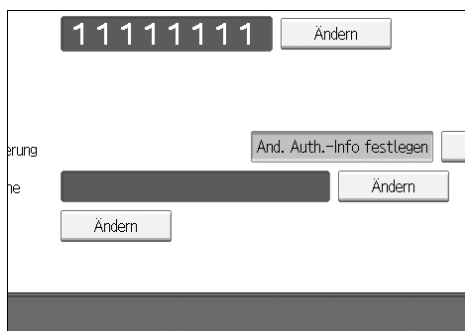 11111111 Ändern
erung And. Auth.-Info festlegen
ne Ändern
Ändern